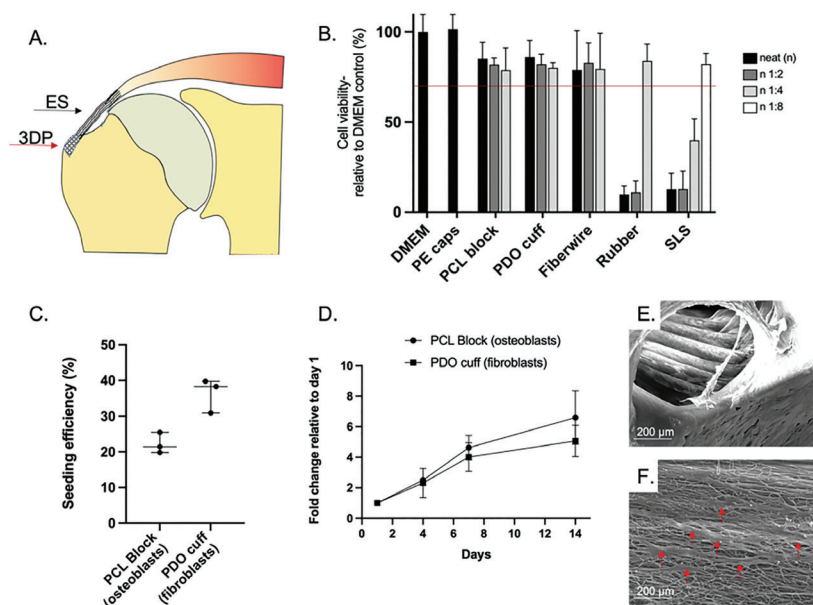 A.
ES
3DP
B.
Cell viability-
relative to DMEM control (%)
100
50
0
DMEM
PE caps
PCL block
PDO cuff
Fiberwire
Rubber
SLS
neat (n)
n 1:2
n 1:4
n 1:8
C.
Seeding efficiency (%)
50
40
30
20
10
0
PCL Block
(osteoblasts)
PDO cuff
(fibroblasts)
D.
PCL Block (osteoblasts)
PDO cuff (fibroblasts)
Fold change relative to day 1
10
8
6
4
2
0
0 2 4 6 8 10 12 14
Days
E.
200 µm
F.
200 µm